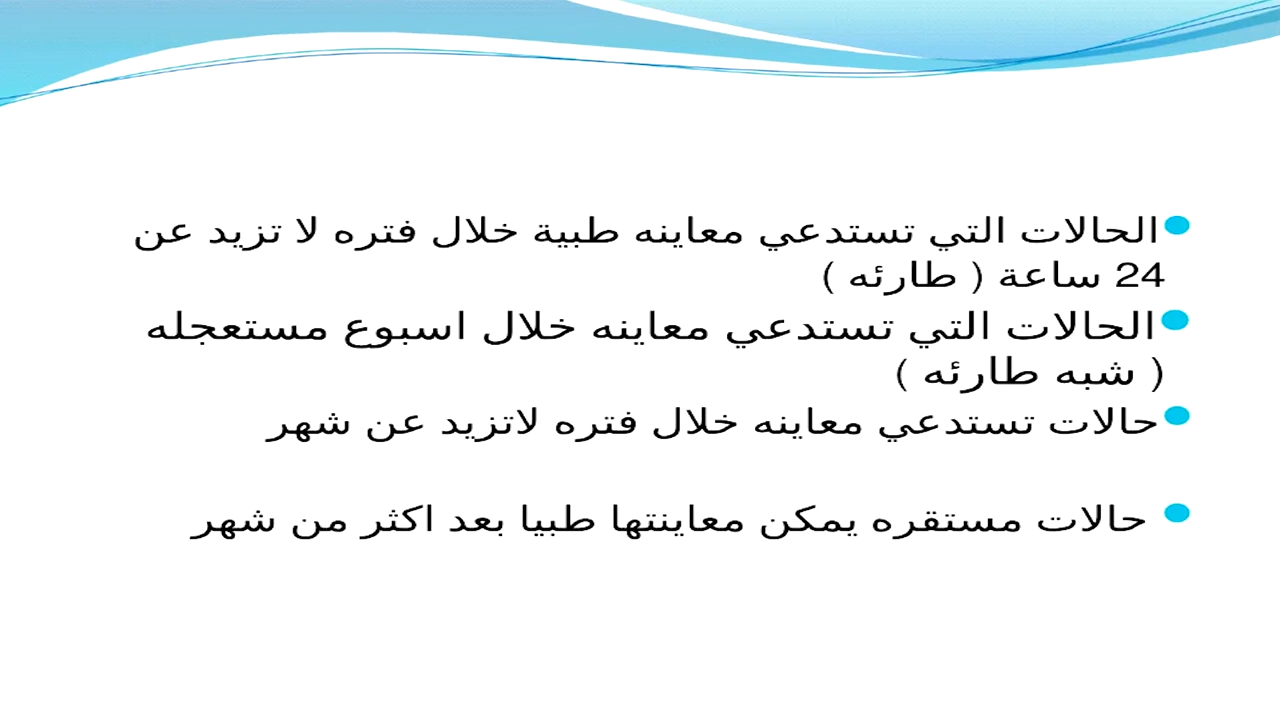 الحالات التي تستدعي معاينه طبية خلال فتره لا تزيد عن
24 ساعة ( طارئه )
الحالات التي تستدعي معاينه خلال اسبوع مستعجله
( شبه طارئه )
حالات تستدعي معاينه خلال فتره لاتزيد عن شهر
حالات مستقره يمكن معاينتها طبيا بعد اكثر من شهر